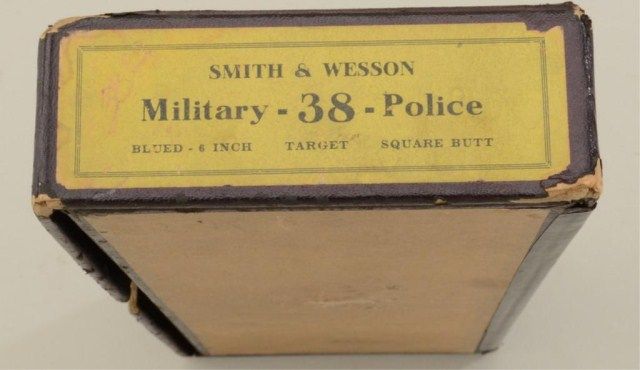 SMITH & WESSON
Military - 38 - Police
BLUED - 6 INCH TARGET SQUARE BUTT